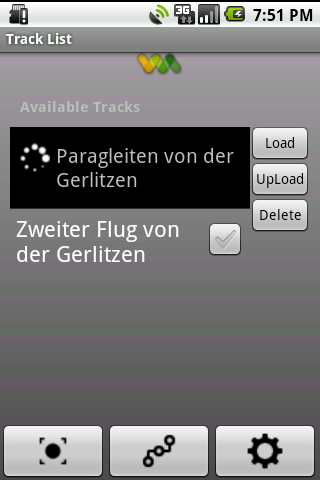 3G
7:51 PM
Track List
Available Tracks
Paragleiten von der
Gerlitzen
Load
UpLoad
Delete
Zweiter Flug von
der Gerlitzen